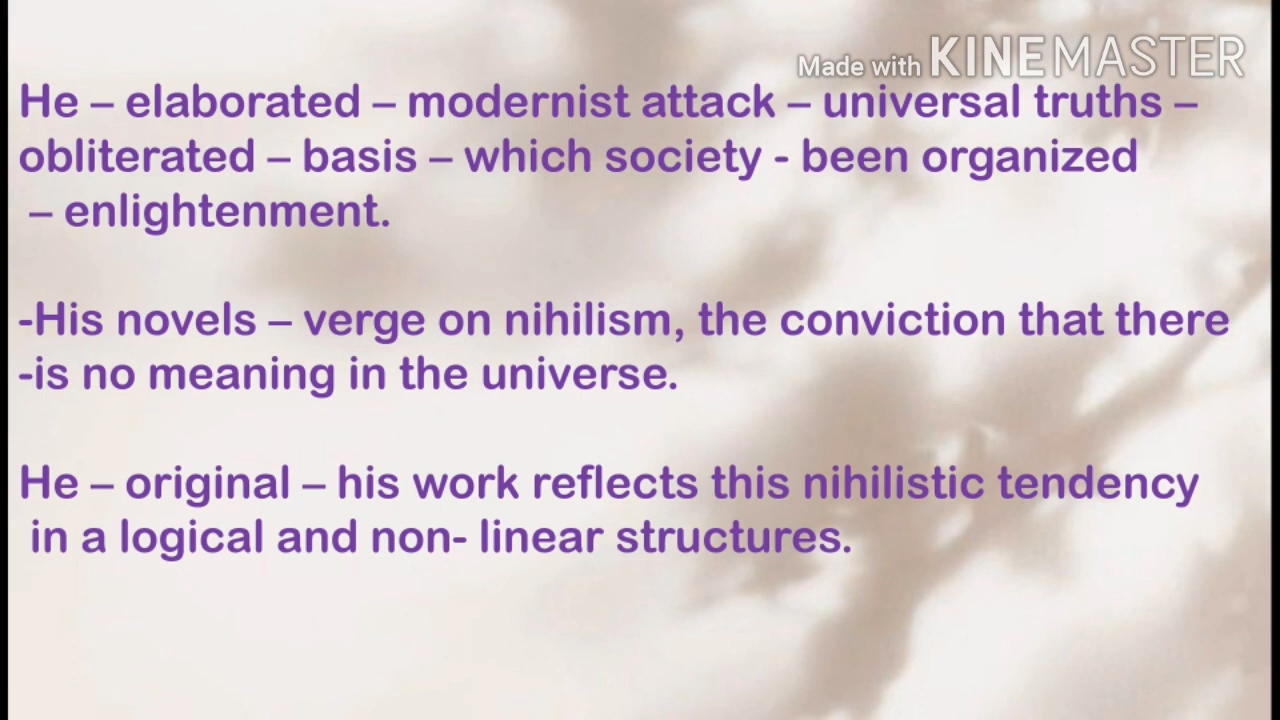 Made with KINEMASTER
He – elaborated – modernist attack – universal truths –
obliterated – basis – which society - been organized
– enlightenment.
-His novels – verge on nihilism, the conviction that there
-is no meaning in the universe.
He – original – his work reflects this nihilistic tendency
in a logical and non- linear structures.